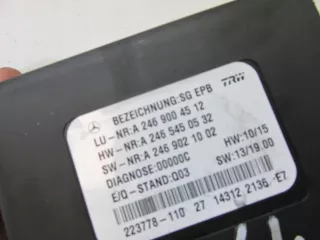 BEZEICHNUNG:SG EPB
TRW
LU-NR:A 246 900 45 12
HW-NR:A 246 545 05 32
SW-NR:A 246 902 10 02
DIAGNOSE:00000C
HW:10/15
E/Q-STAND:Q03
SW:13/19.00
223778-110 27 14312 2136-E7